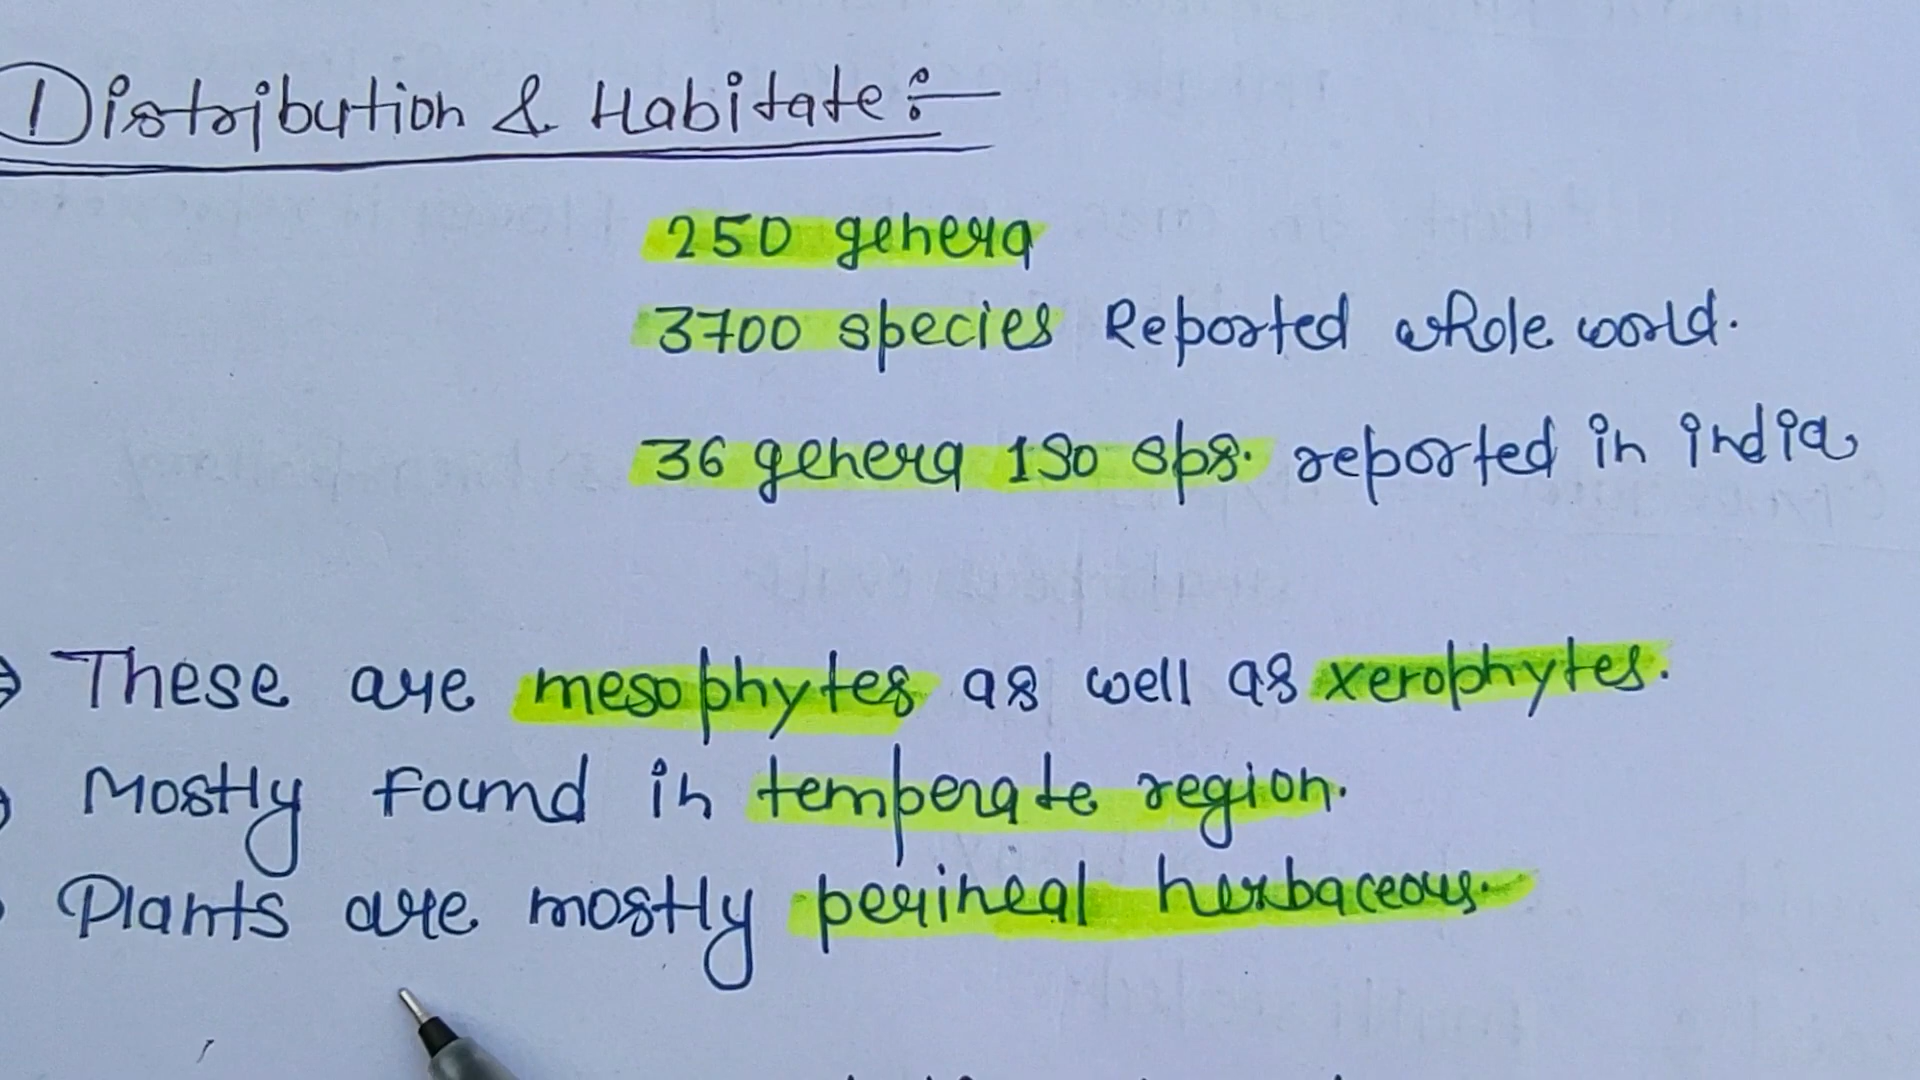 ① Distribution & Habitate:-
250 genera
3700 species Reported whole world.
36 genera 190 sps. reported in india
→ These are mesophytes as well as xerophytes.
Mostly found in temperate region.
Plants are mostly perineal herbaceous.